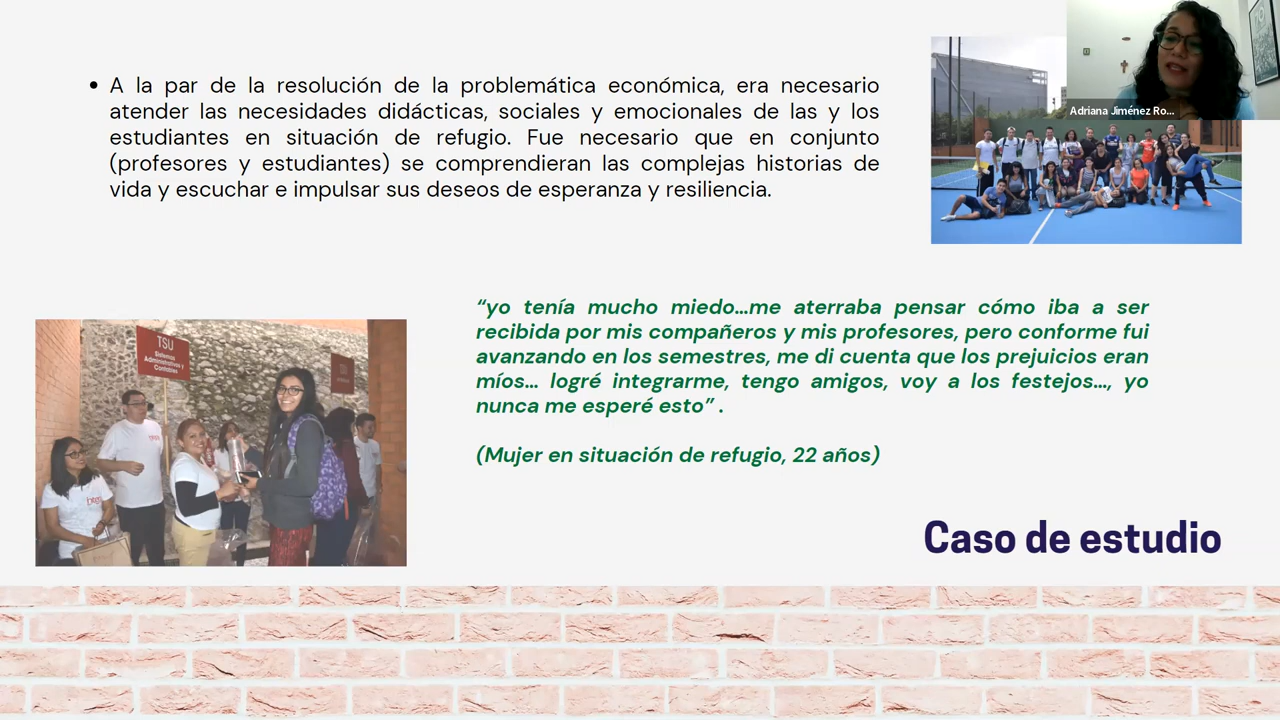 A la par de la resolución de la problemática económica, era necesario
atender las necesidades didácticas, sociales y emocionales de las y los
estudiantes en situación de refugio. Fue necesario que en conjunto
(profesores y estudiantes) se comprendieran las complejas historias de
vida y escuchar e impulsar sus deseos de esperanza y resiliencia.
Adriana Jiménez Ro...
“yo tenía mucho miedo...me aterraba pensar cómo iba a ser
recibida por mis compañeros y mis profesores, pero conforme fui
avanzando en los semestres, me di cuenta que los prejuicios eran
míos... logré integrarme, tengo amigos, voy a los festejos..., yo
nunca me esperé esto” .
(Mujer en situación de refugio, 22 años)
TSU
Sistemas
Administrativos y
Contables
Caso de estudio